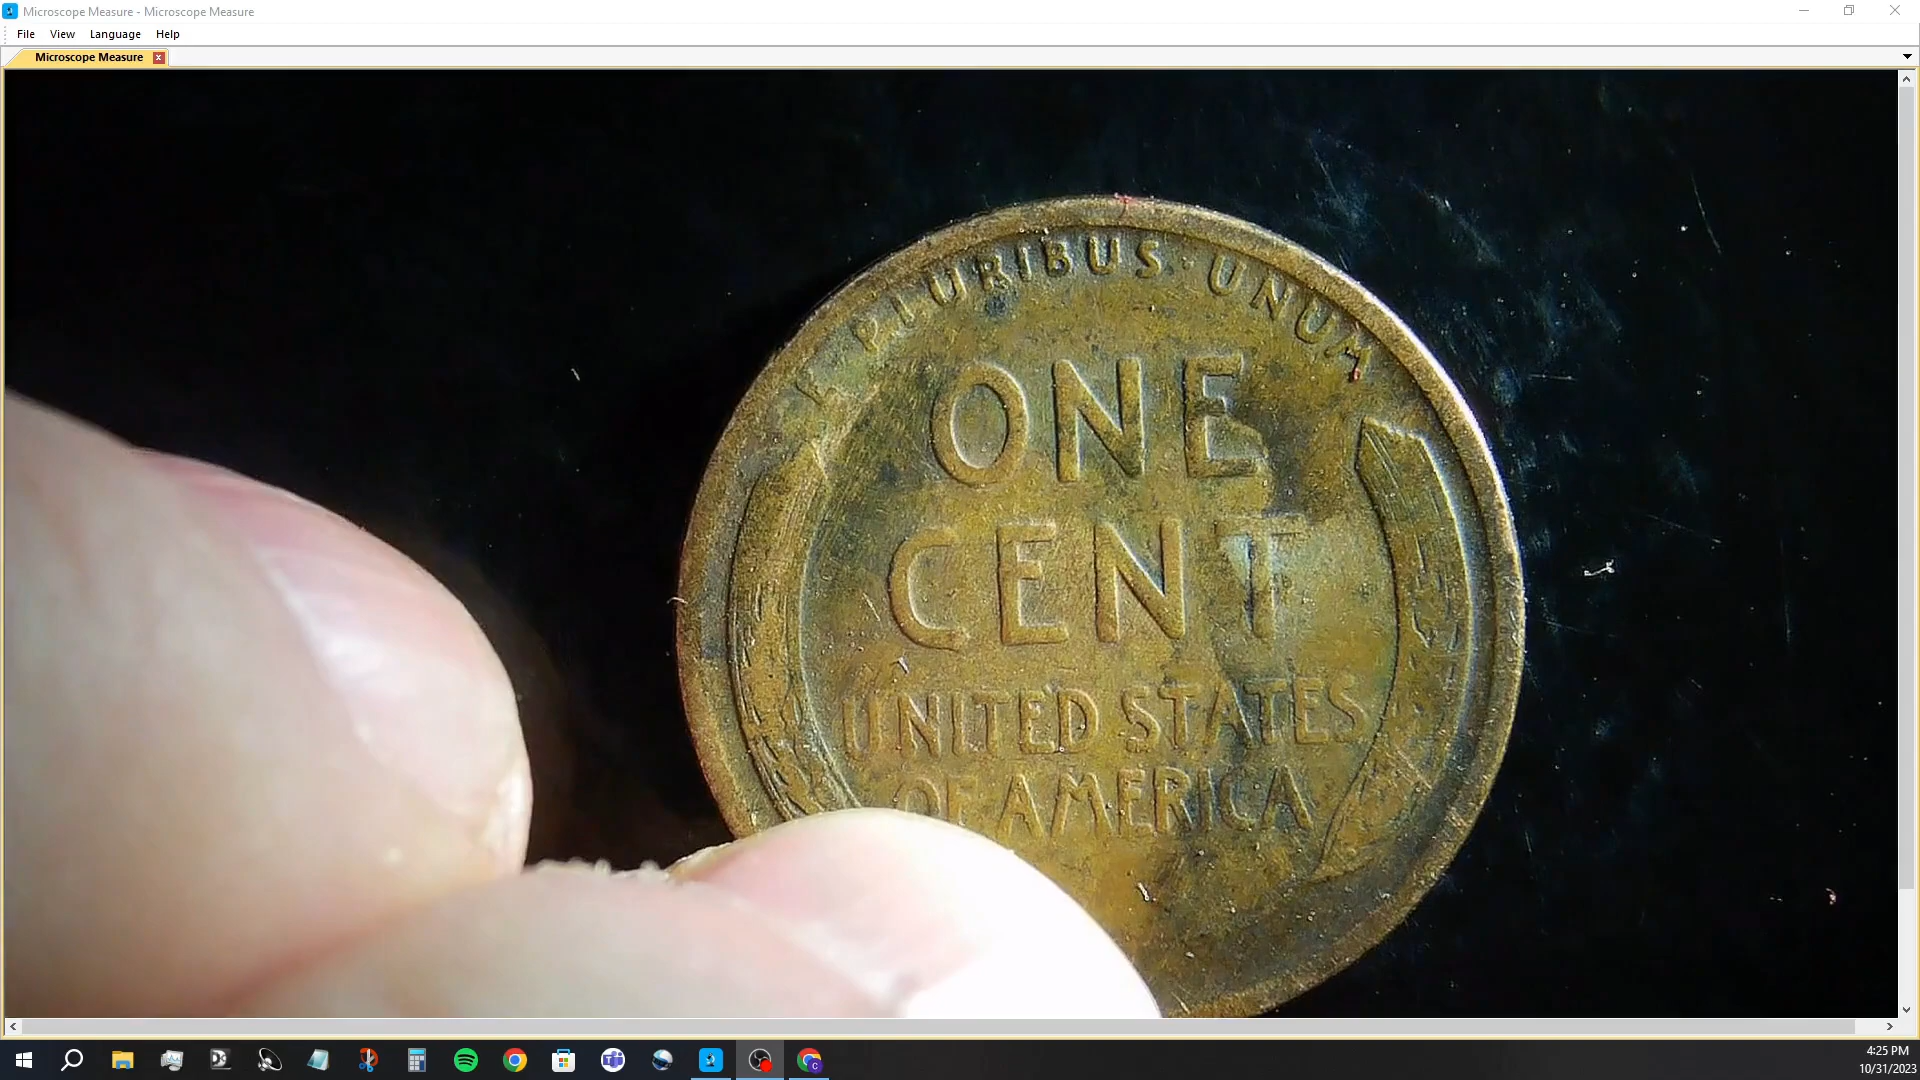 Microscope Measure - Microscope Measure
File View Language Help
Microscope Measure
E PLURIBUS · UNUM
ONE
CENT
UNITED STATES
OF AMERICA
4:25 PM
10/31/2023